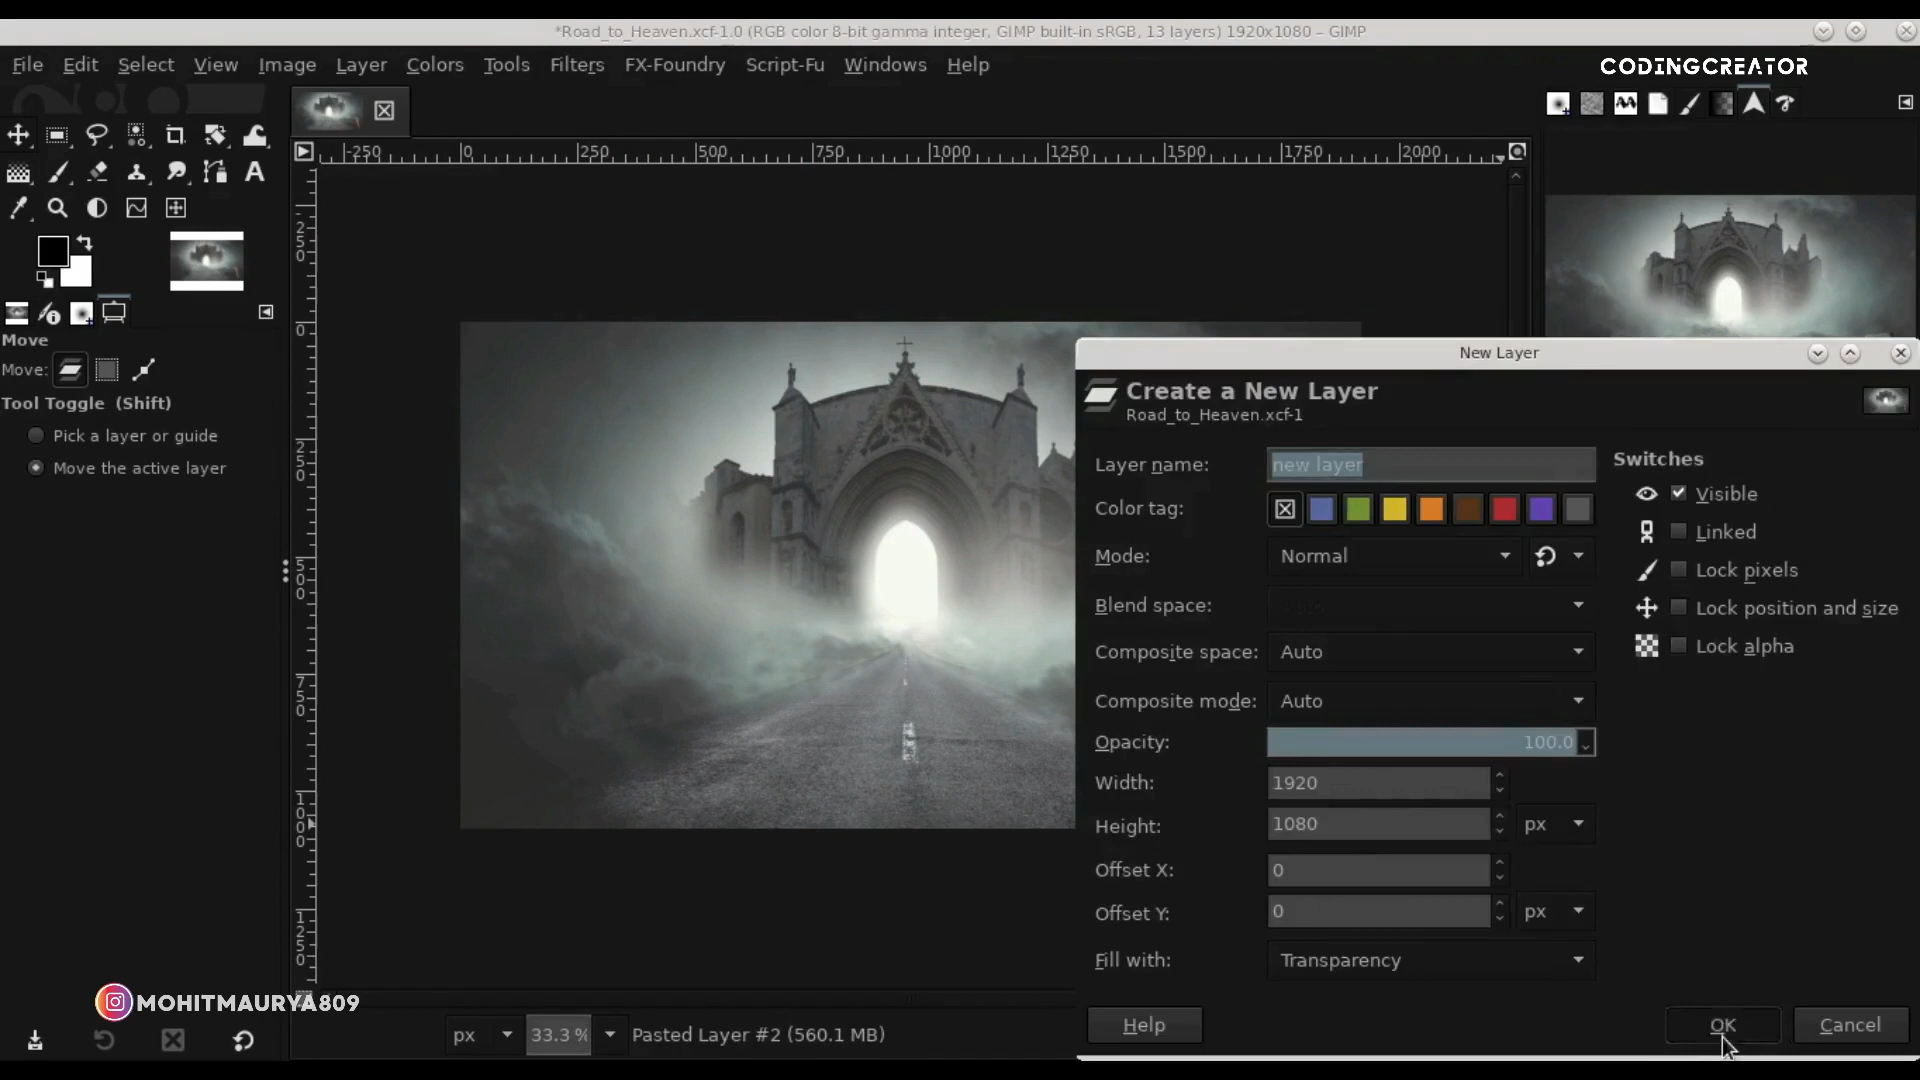 *Road_to_Heaven.xcf-1.0 (RGB color 8-bit gamma integer, GIMP built-in sRGB, 13 layers) 1920x1080 – GIMP
File Edit Select View Image Layer Colors Tools Filters FX-Foundry Script-Fu Windows Help
CODINGCREATOR
-250 0 250 500 750 1000 1250 1500 1750 2000
Move
Move:
Tool Toggle (Shift)
Pick a layer or guide
Move the active layer
New Layer
Create a New Layer
Road_to_Heaven.xcf-1
Layer name: new layer
Color tag:
Mode: Normal
Blend space:
Composite space: Auto
Composite mode: Auto
Opacity: 100.0
Width: 1920
Height: 1080 px
Offset X: 0
Offset Y: 0 px
Fill with: Transparency
Switches
Visible
Linked
Lock pixels
Lock position and size
Lock alpha
Help OK Cancel
MOHITMAURYA809
px 33.3 % Pasted Layer #2 (560.1 MB)